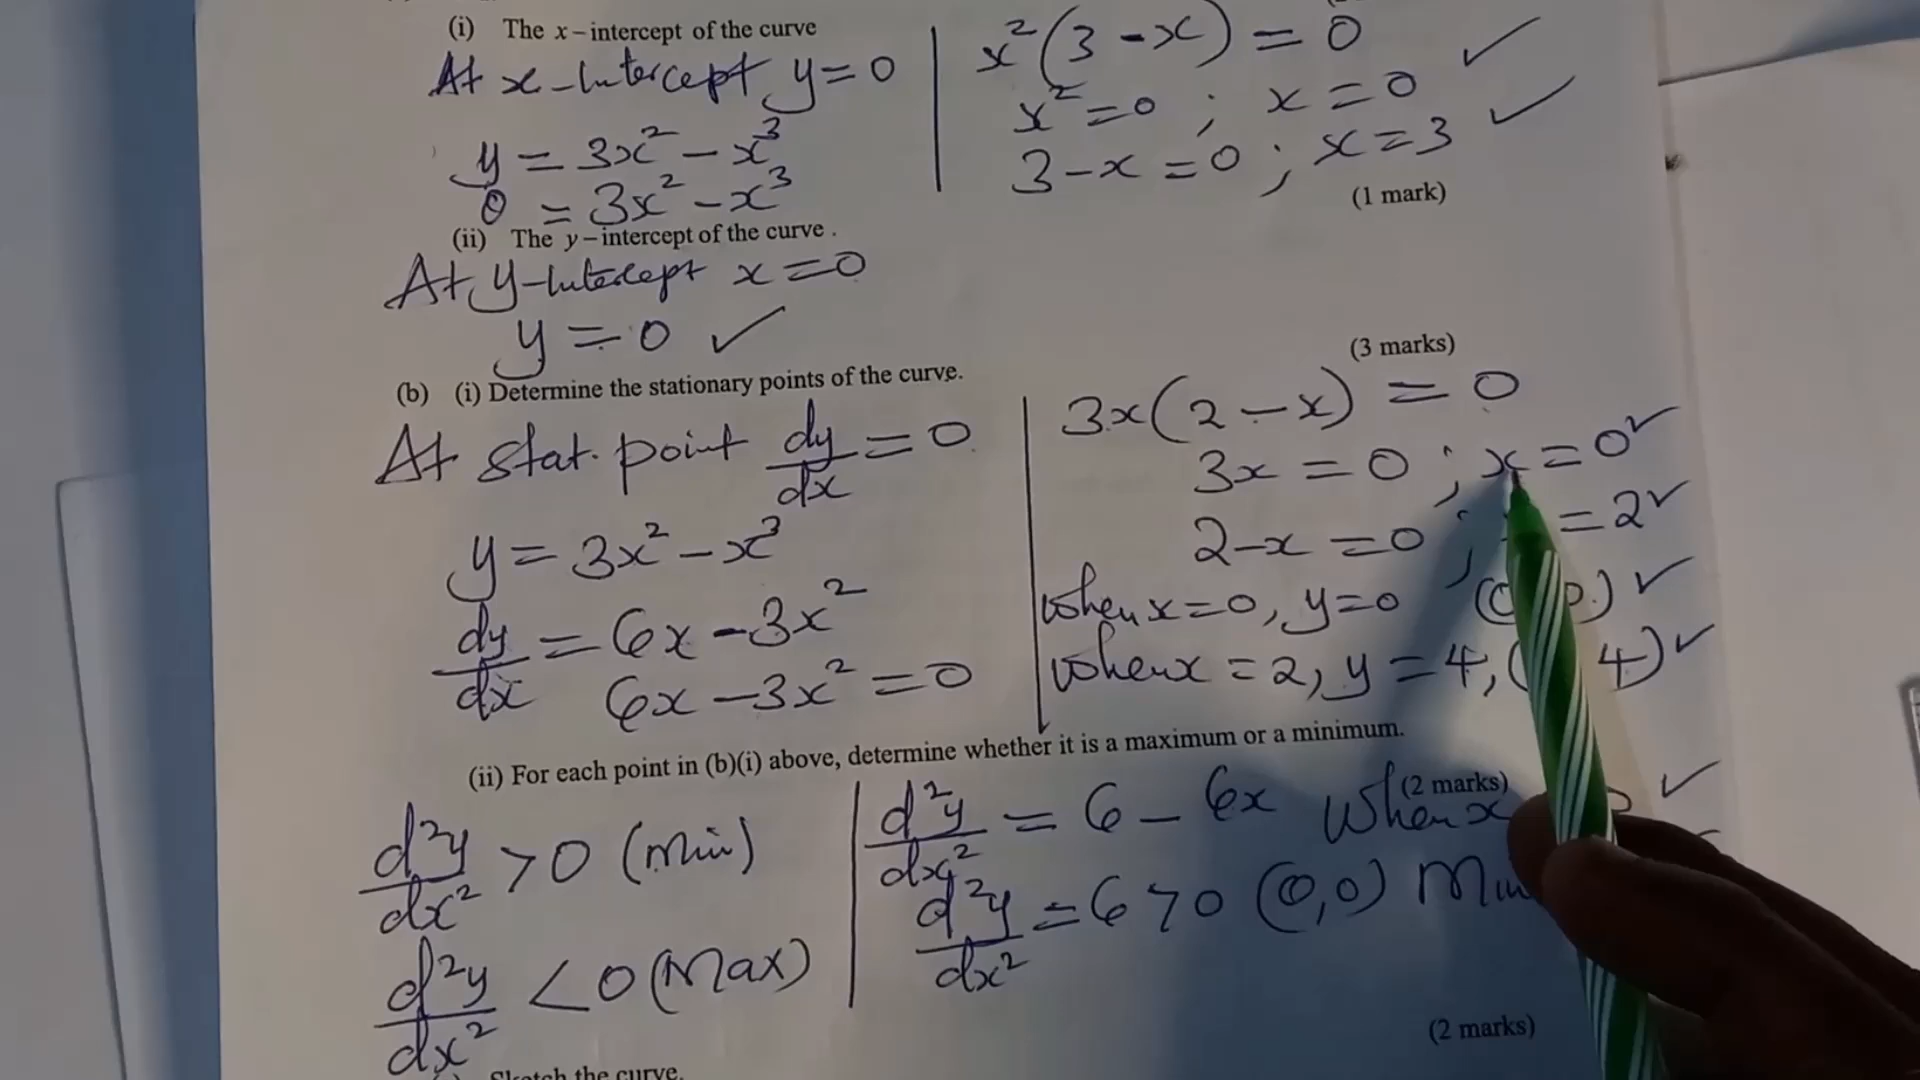 (i) The x – intercept of the curve
At x-Intercept y = 0
y = 3x² – x³
0 = 3x² – x³
x²(3 – x) = 0 ✓
x² = 0 ; x = 0
3 – x = 0 ; x = 3 ✓
(1 mark)
(ii) The y – intercept of the curve .
At y-Intercept x = 0
y = 0 ✓
(3 marks)
(b) (i) Determine the stationary points of the curve.
At stat. point dy/dx = 0
y = 3x² – x³
dy/dx = 6x – 3x²
6x – 3x² = 0
3x(2 – x) = 0
3x = 0 ; x = 0 ✓
2 – x = 0 ; = 2 ✓
when x = 0, y = 0 ( ) ✓
when x = 2, y = 4, ( 4) ✓
(ii) For each point in (b)(i) above, determine whether it is a maximum or a minimum.
(2 marks)
d²y/dx² > 0 (Min)
d²y/dx² < 0 (Max)
d²y/dx² = 6 – 6x When x ✓
d²y/dx² = 6 > 0 (0,0) Min
(2 marks)
Sketch the curve.